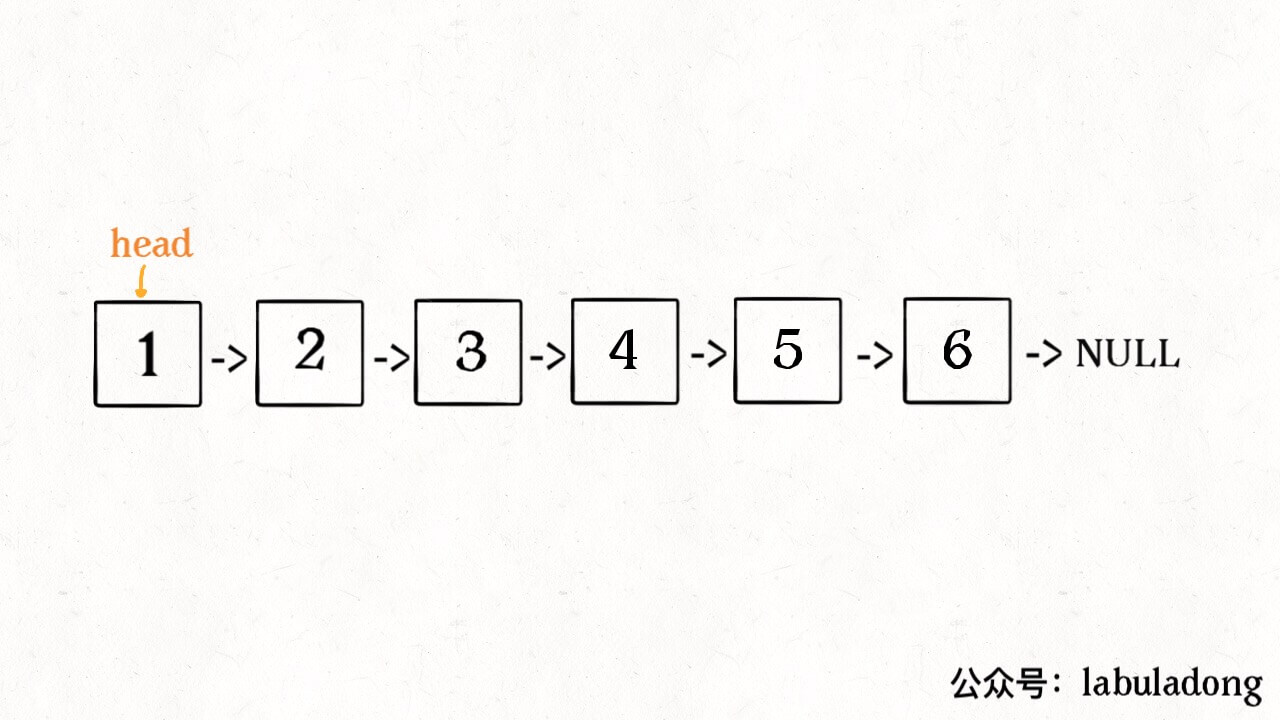 head
1 -> 2 -> 3 -> 4 -> 5 -> 6 -> NULL
公众号：labuladong